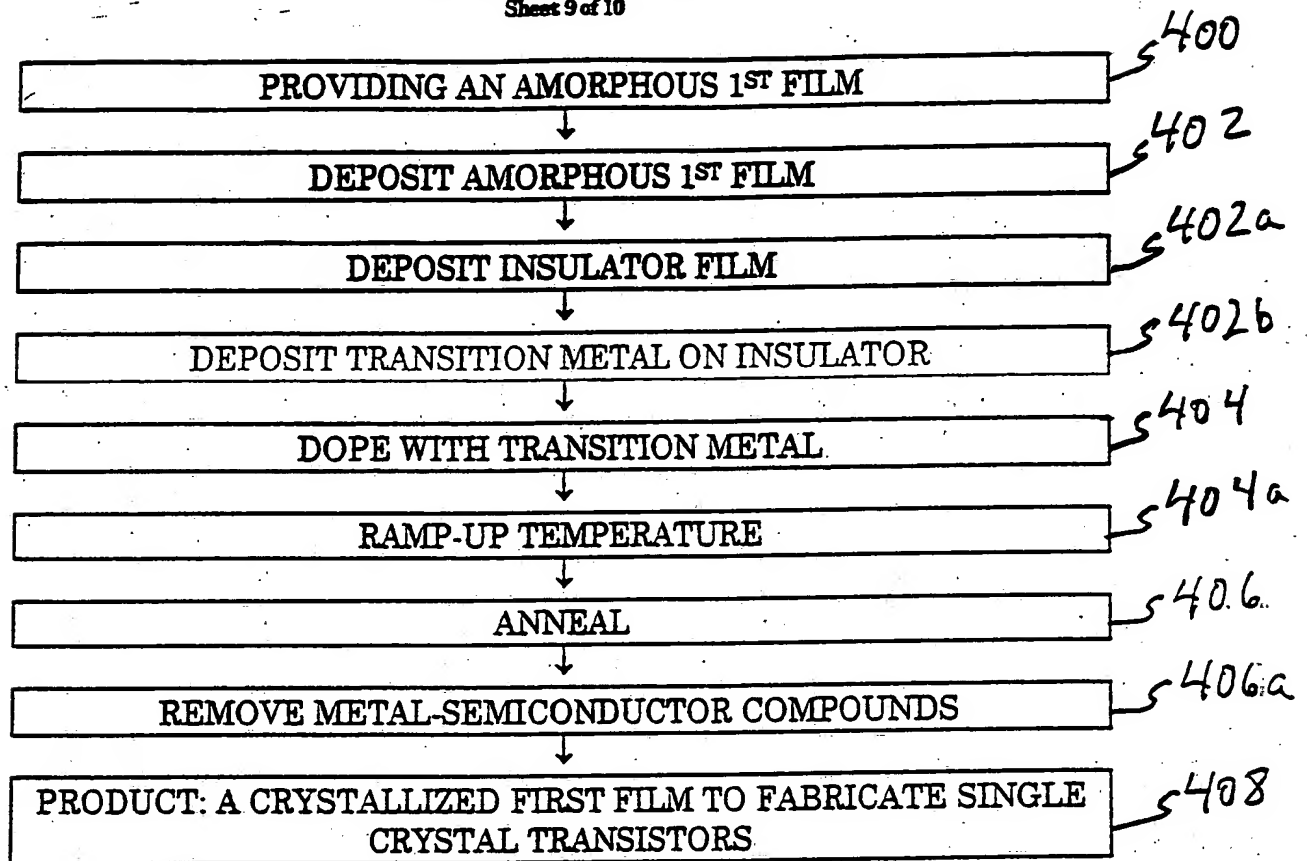 Sheet 9 of 10
400
PROVIDING AN AMORPHOUS 1ST FILM
402
DEPOSIT AMORPHOUS 1ST FILM
402a
DEPOSIT INSULATOR FILM
402b
DEPOSIT TRANSITION METAL ON INSULATOR
404
DOPE WITH TRANSITION METAL
404a
RAMP-UP TEMPERATURE
406
ANNEAL
406a
REMOVE METAL-SEMICONDUCTOR COMPOUNDS
408
PRODUCT: A CRYSTALLIZED FIRST FILM TO FABRICATE SINGLE
CRYSTAL TRANSISTORS